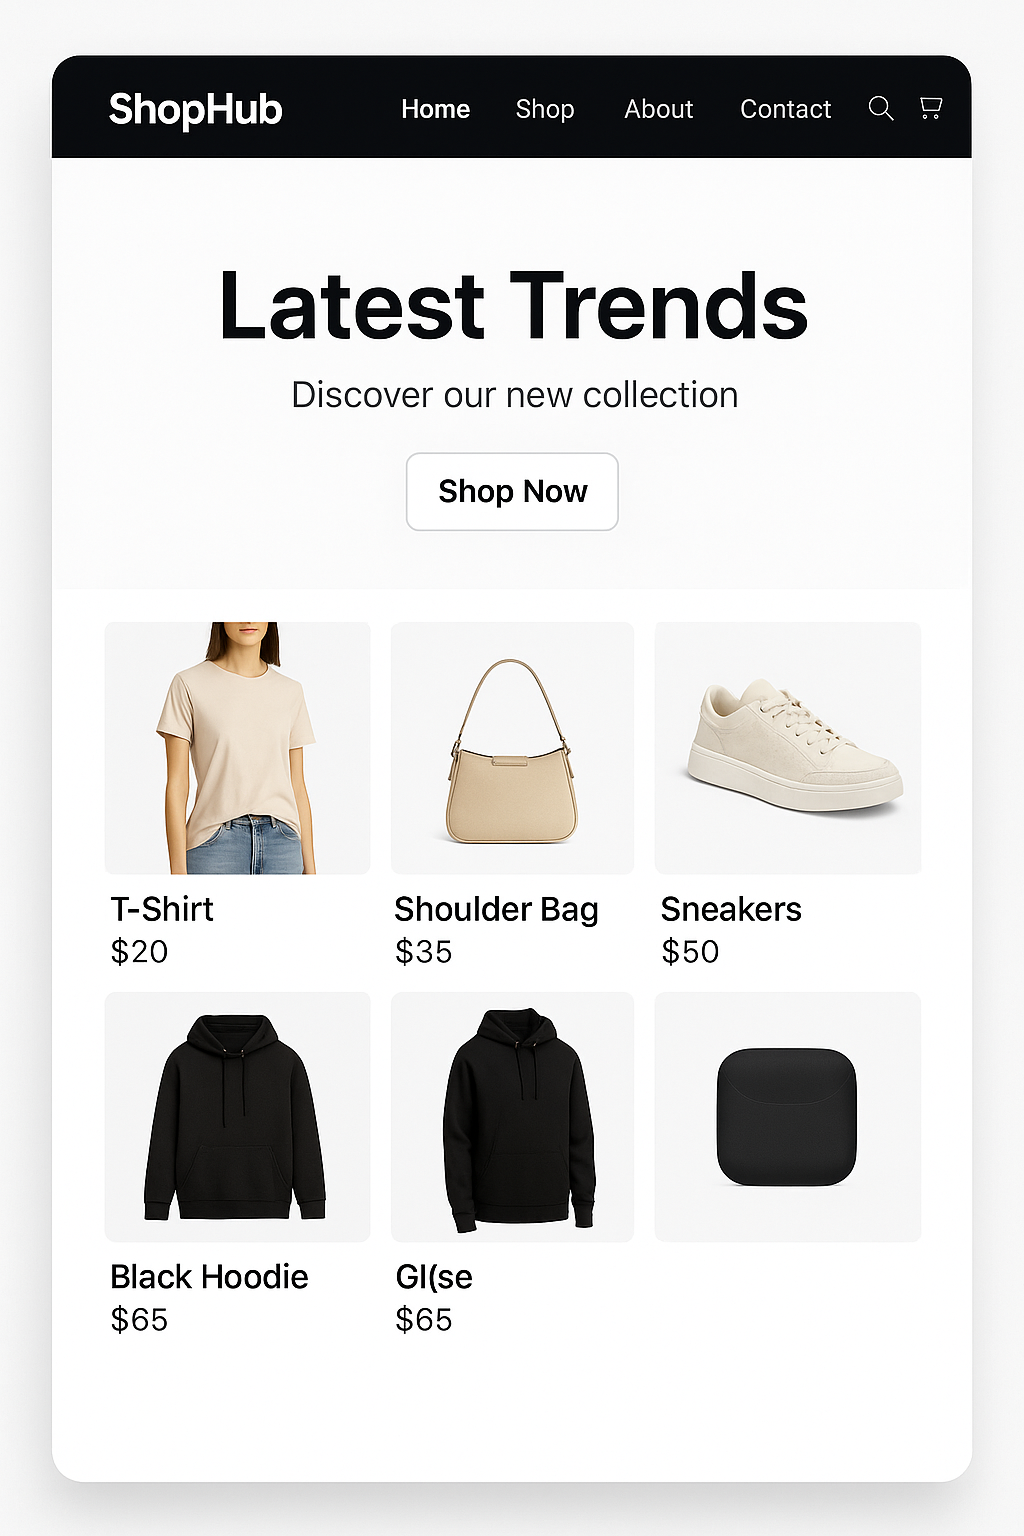 ShopHub
Home Shop About Contact
Latest Trends
Discover our new collection
Shop Now
T-Shirt
$20
Shoulder Bag
$35
Sneakers
$50
Black Hoodie
$65
Gl(se
$65